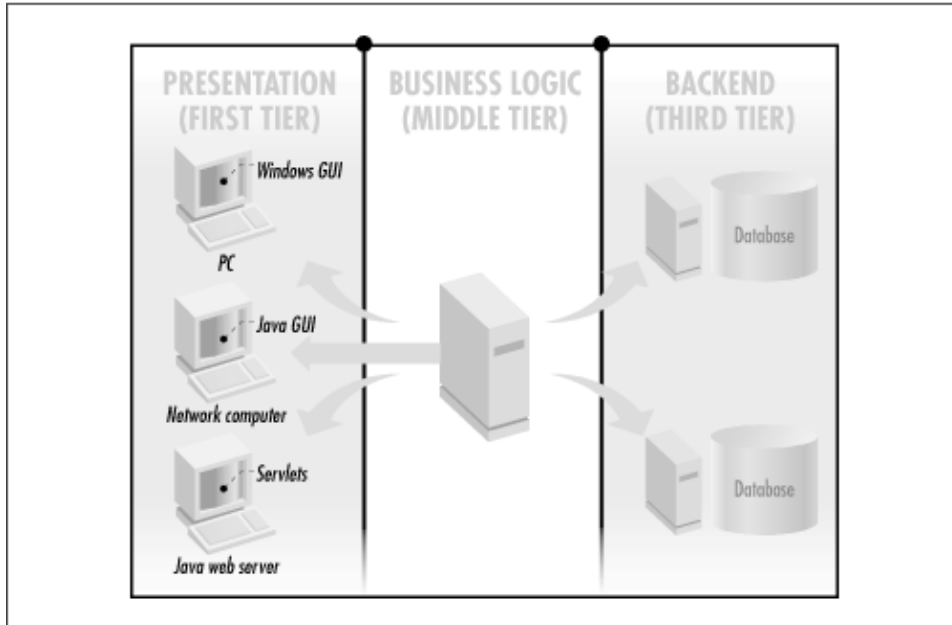 PRESENTATION
(FIRST TIER)
BUSINESS LOGIC
(MIDDLE TIER)
BACKEND
(THIRD TIER)
Windows GUI
PC
Java GUI
Network computer
Servlets
Java web server
Database
Database